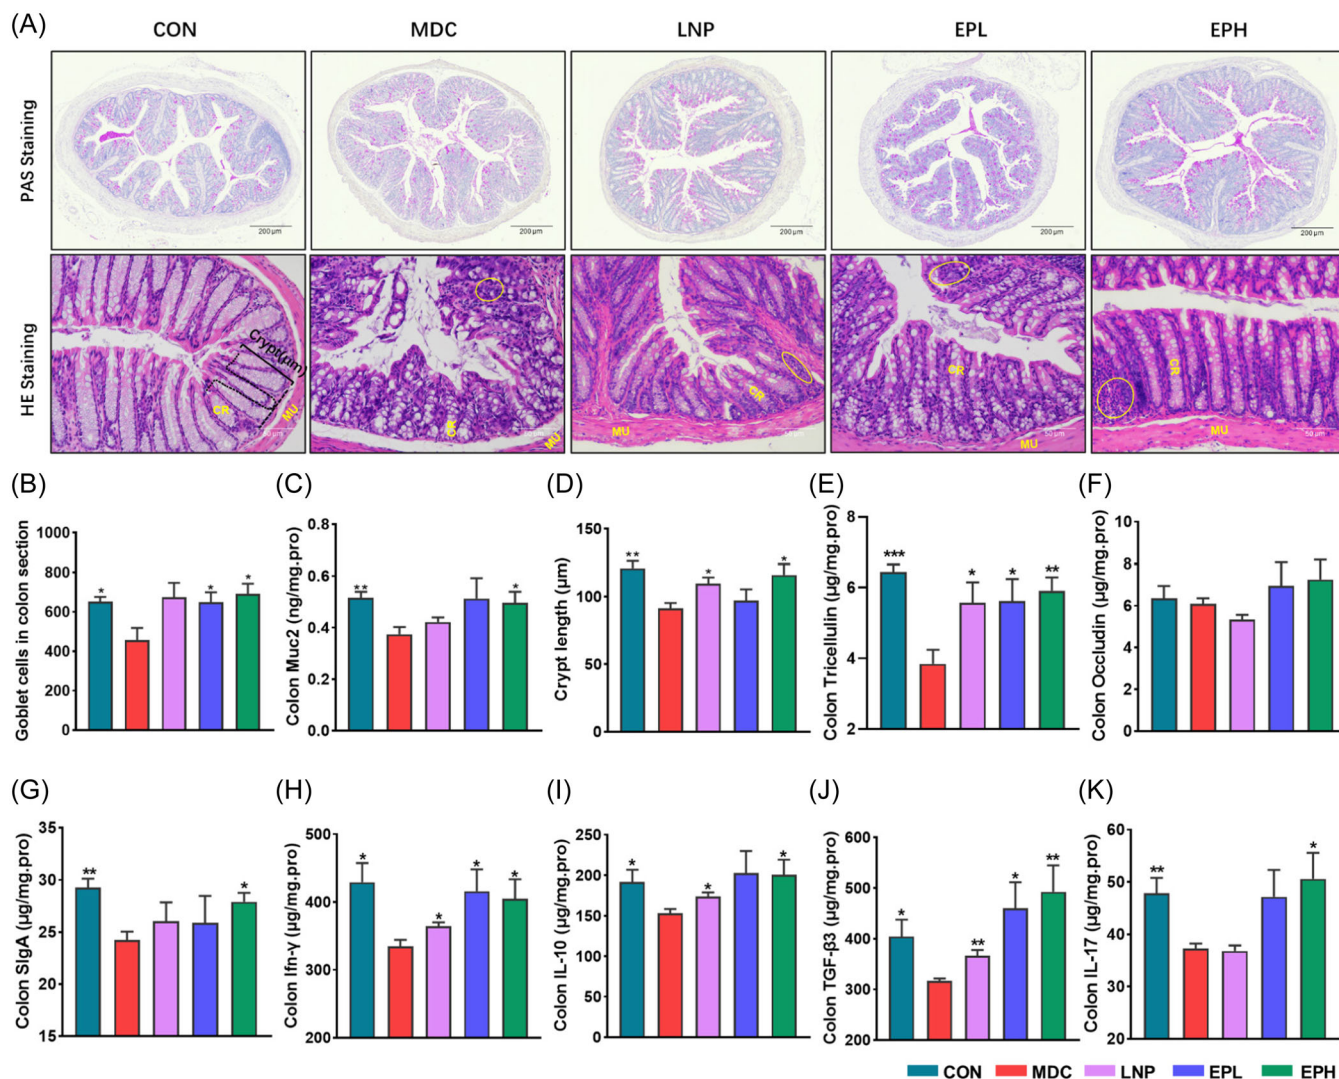 (A)
CON MDC LNP EPL EPH
PAS Staining
200 μm 200 μm 200 μm 200 μm 200 μm
HE Staining
Crypt(μm)
CR MU
CR MU
CR MU
CR MU
CR MU
50 μm
(B) (C) (D) (E) (F)
Goblet cells in colon section
1000
800
600
400
200
0
* * *
Colon Muc2 (ng/mg.pro)
0.8
0.6
0.4
0.2
0.0
** *
Crypt length (μm)
150
100
50
0
** * *
Colon Tricellulin (μg/mg.pro)
8
6
4
2
*** * * **
Colon Occludin (μg/mg.pro)
10
8
6
4
2
0
(G) (H) (I) (J) (K)
Colon SIgA (μg/mg.pro)
35
30
25
20
15
** *
Colon Ifn-γ (μg/mg.pro)
500
400
300
200
* * * *
Colon IL-10 (μg/mg.pro)
250
200
150
100
50
0
* * *
Colon TGF-β3 (μg/mg.pro)
600
500
400
300
200
* ** * **
Colon IL-17 (μg/mg.pro)
60
50
40
30
20
** *
CON MDC LNP EPL EPH